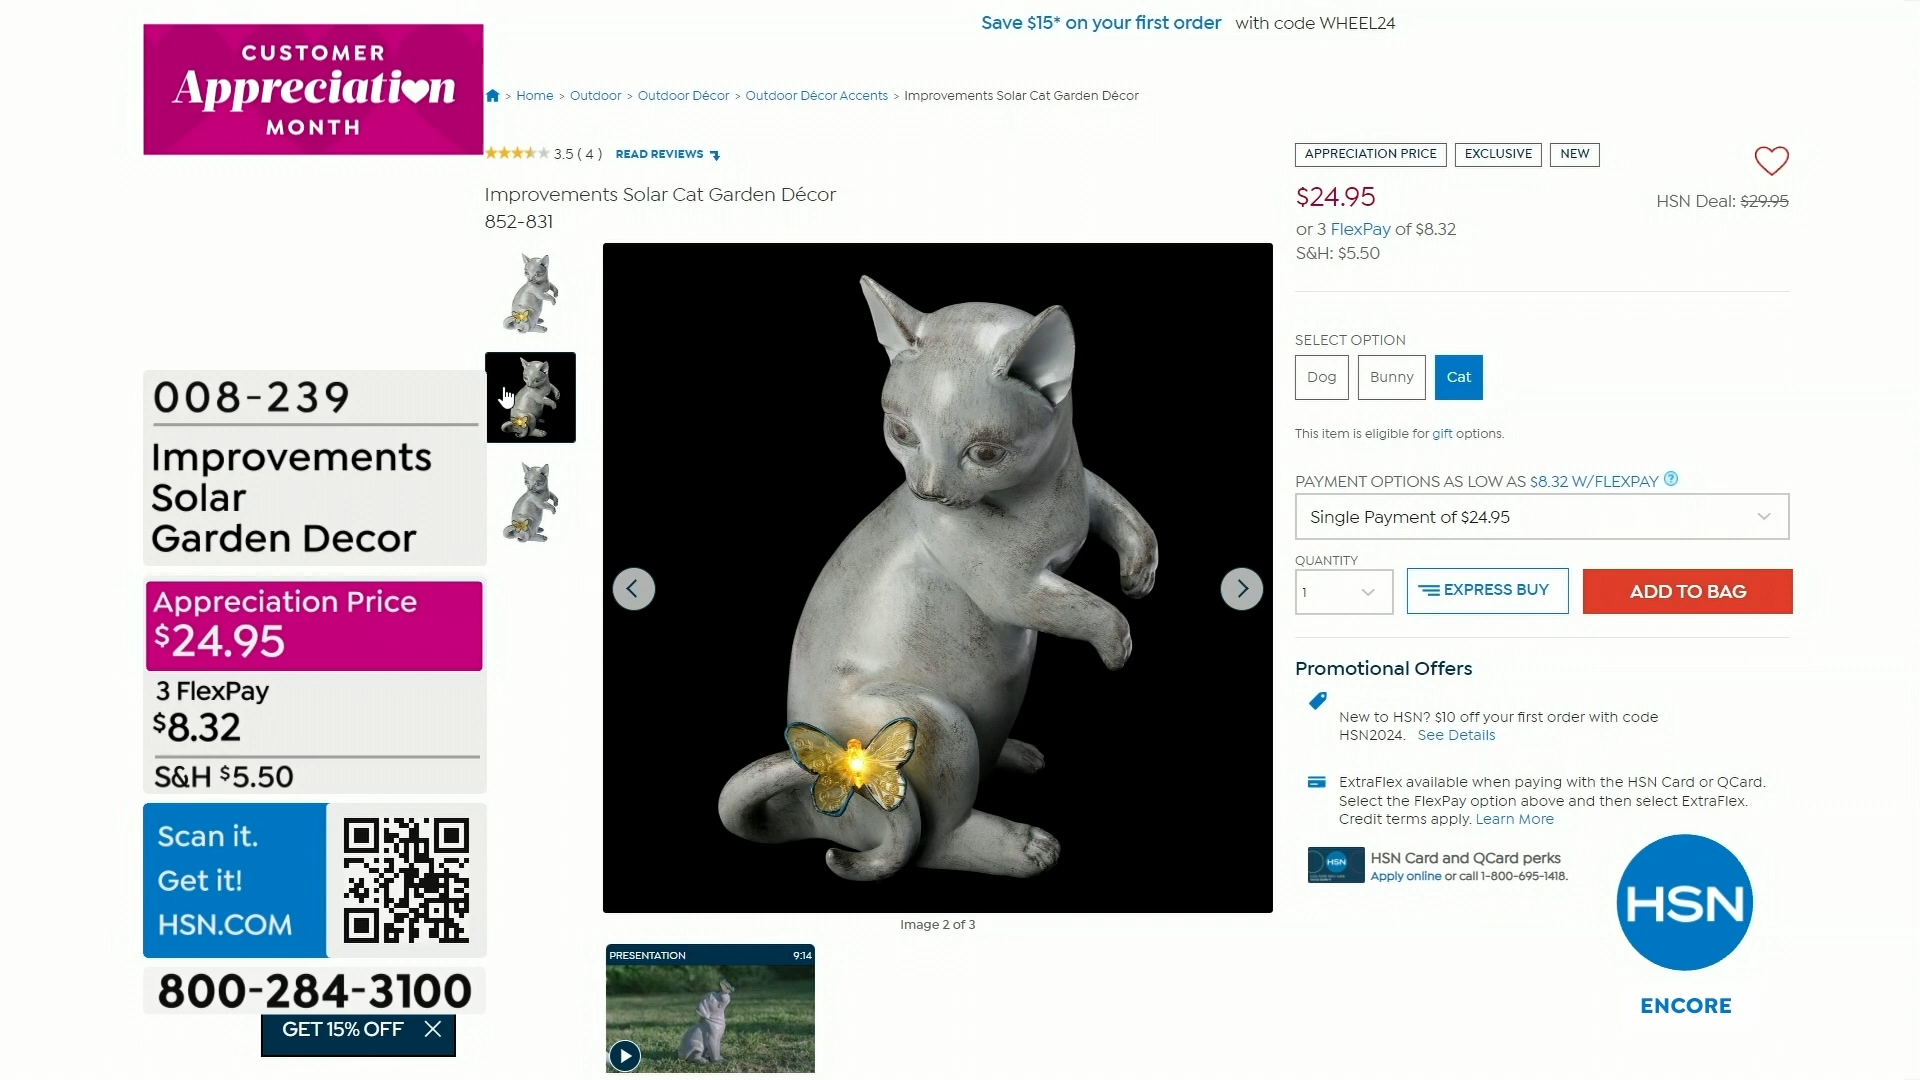 CUSTOMER
Appreciation
MONTH
Save $15* on your first order with code WHEEL24
> Home > Outdoor > Outdoor Décor > Outdoor Décor Accents > Improvements Solar Cat Garden Décor
3.5 ( 4 ) READ REVIEWS
Improvements Solar Cat Garden Décor
852-831
APPRECIATION PRICE EXCLUSIVE NEW
$24.95
HSN Deal: $29.95
or 3 FlexPay of $8.32
S&H: $5.50
SELECT OPTION
Dog Bunny Cat
This item is eligible for gift options.
PAYMENT OPTIONS AS LOW AS $8.32 W/FLEXPAY ?
Single Payment of $24.95
QUANTITY
1 EXPRESS BUY ADD TO BAG
Promotional Offers
New to HSN? $10 off your first order with code
HSN2024. See Details
ExtraFlex available when paying with the HSN Card or QCard.
Select the FlexPay option above and then select ExtraFlex.
Credit terms apply. Learn More
HSN
HSN Card and QCard perks
Apply online or call 1-800-695-1418.
HSN
ENCORE
008-239
Improvements
Solar
Garden Decor
Appreciation Price
$24.95
3 FlexPay
$8.32
S&H $5.50
Scan it.
Get it!
HSN.COM
800-284-3100
GET 15% OFF
Image 2 of 3
PRESENTATION 9:14